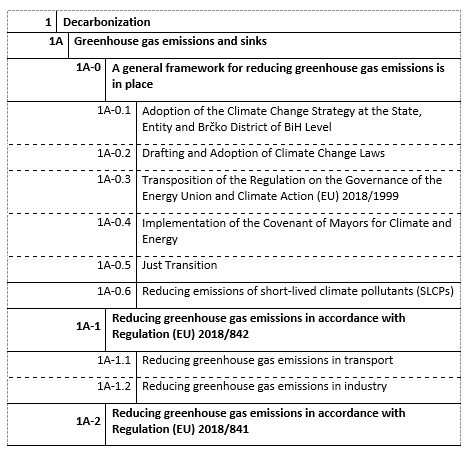 1 Decarbonization
1A Greenhouse gas emissions and sinks
1A-0 A general framework for reducing greenhouse gas emissions is
in place
1A-0.1 Adoption of the Climate Change Strategy at the State,
Entity and Brčko District of BiH Level
1A-0.2 Drafting and Adoption of Climate Change Laws
1A-0.3 Transposition of the Regulation on the Governance of the
Energy Union and Climate Action (EU) 2018/1999
1A-0.4 Implementation of the Covenant of Mayors for Climate and
Energy
1A-0.5 Just Transition
1A-0.6 Reducing emissions of short-lived climate pollutants (SLCPs)
1A-1 Reducing greenhouse gas emissions in accordance with
Regulation (EU) 2018/842
1A-1.1 Reducing greenhouse gas emissions in transport
1A-1.2 Reducing greenhouse gas emissions in industry
1A-2 Reducing greenhouse gas emissions in accordance with
Regulation (EU) 2018/841